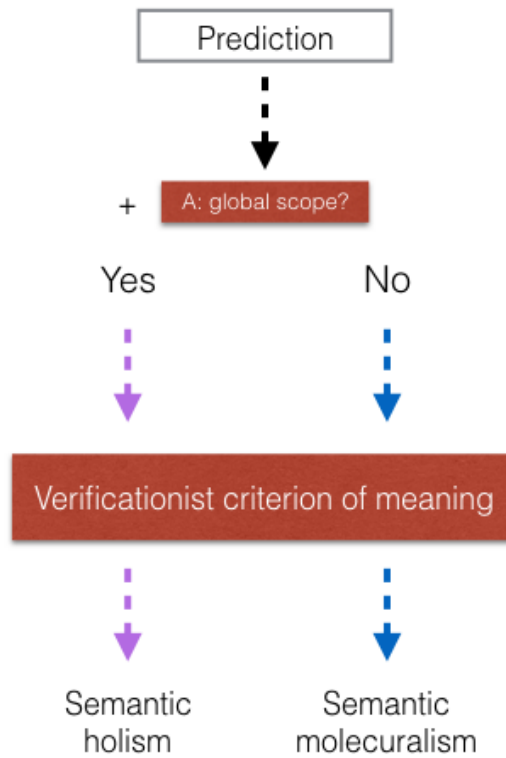 Prediction
+ A: global scope?
Yes No
Verificationist criterion of meaning
Semantic Semantic
holism molecuralism